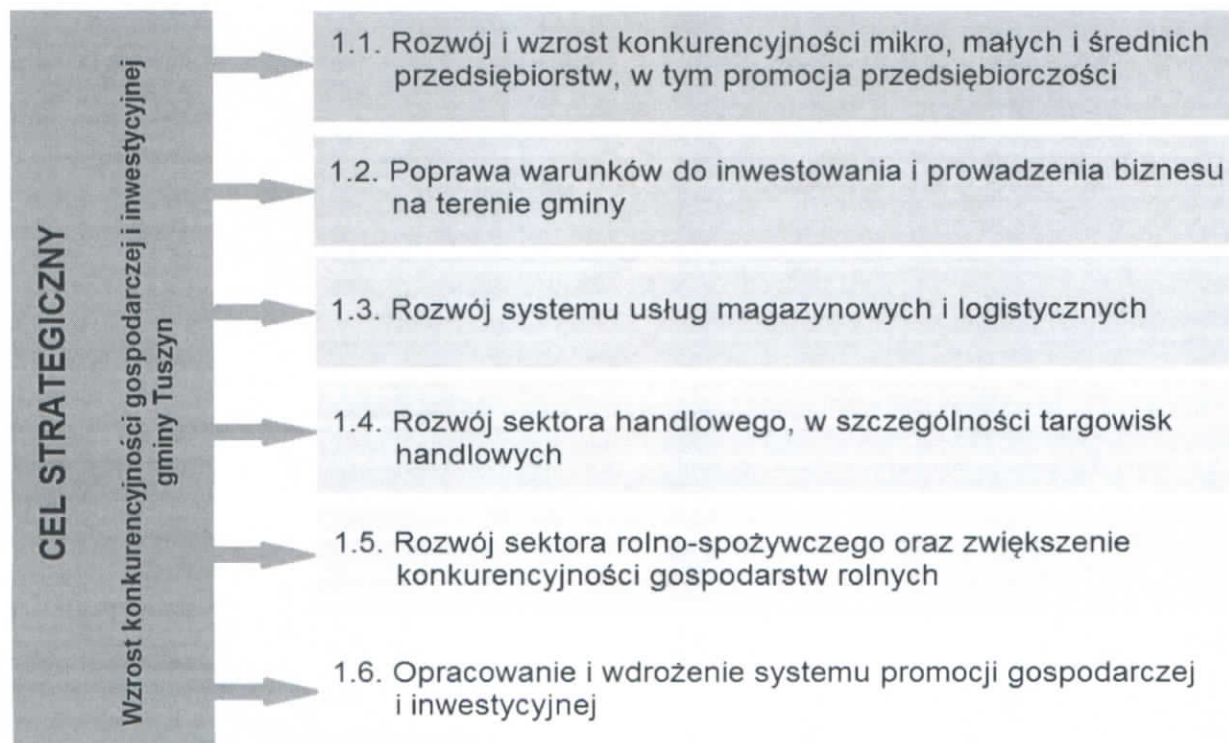 CEL STRATEGICZNY
Wzrost konkurencyjności gospodarczej i inwestycyjnej
gminy Tuszyn
1.1. Rozwój i wzrost konkurencyjności mikro, małych i średnich
przedsiębiorstw, w tym promocja przedsiębiorczości
1.2. Poprawa warunków do inwestowania i prowadzenia biznesu
na terenie gminy
1.3. Rozwój systemu usług magazynowych i logistycznych
1.4. Rozwój sektora handlowego, w szczególności targowisk
handlowych
1.5. Rozwój sektora rolno-spożywczego oraz zwiększenie
konkurencyjności gospodarstw rolnych
1.6. Opracowanie i wdrożenie systemu promocji gospodarczej
i inwestycyjnej